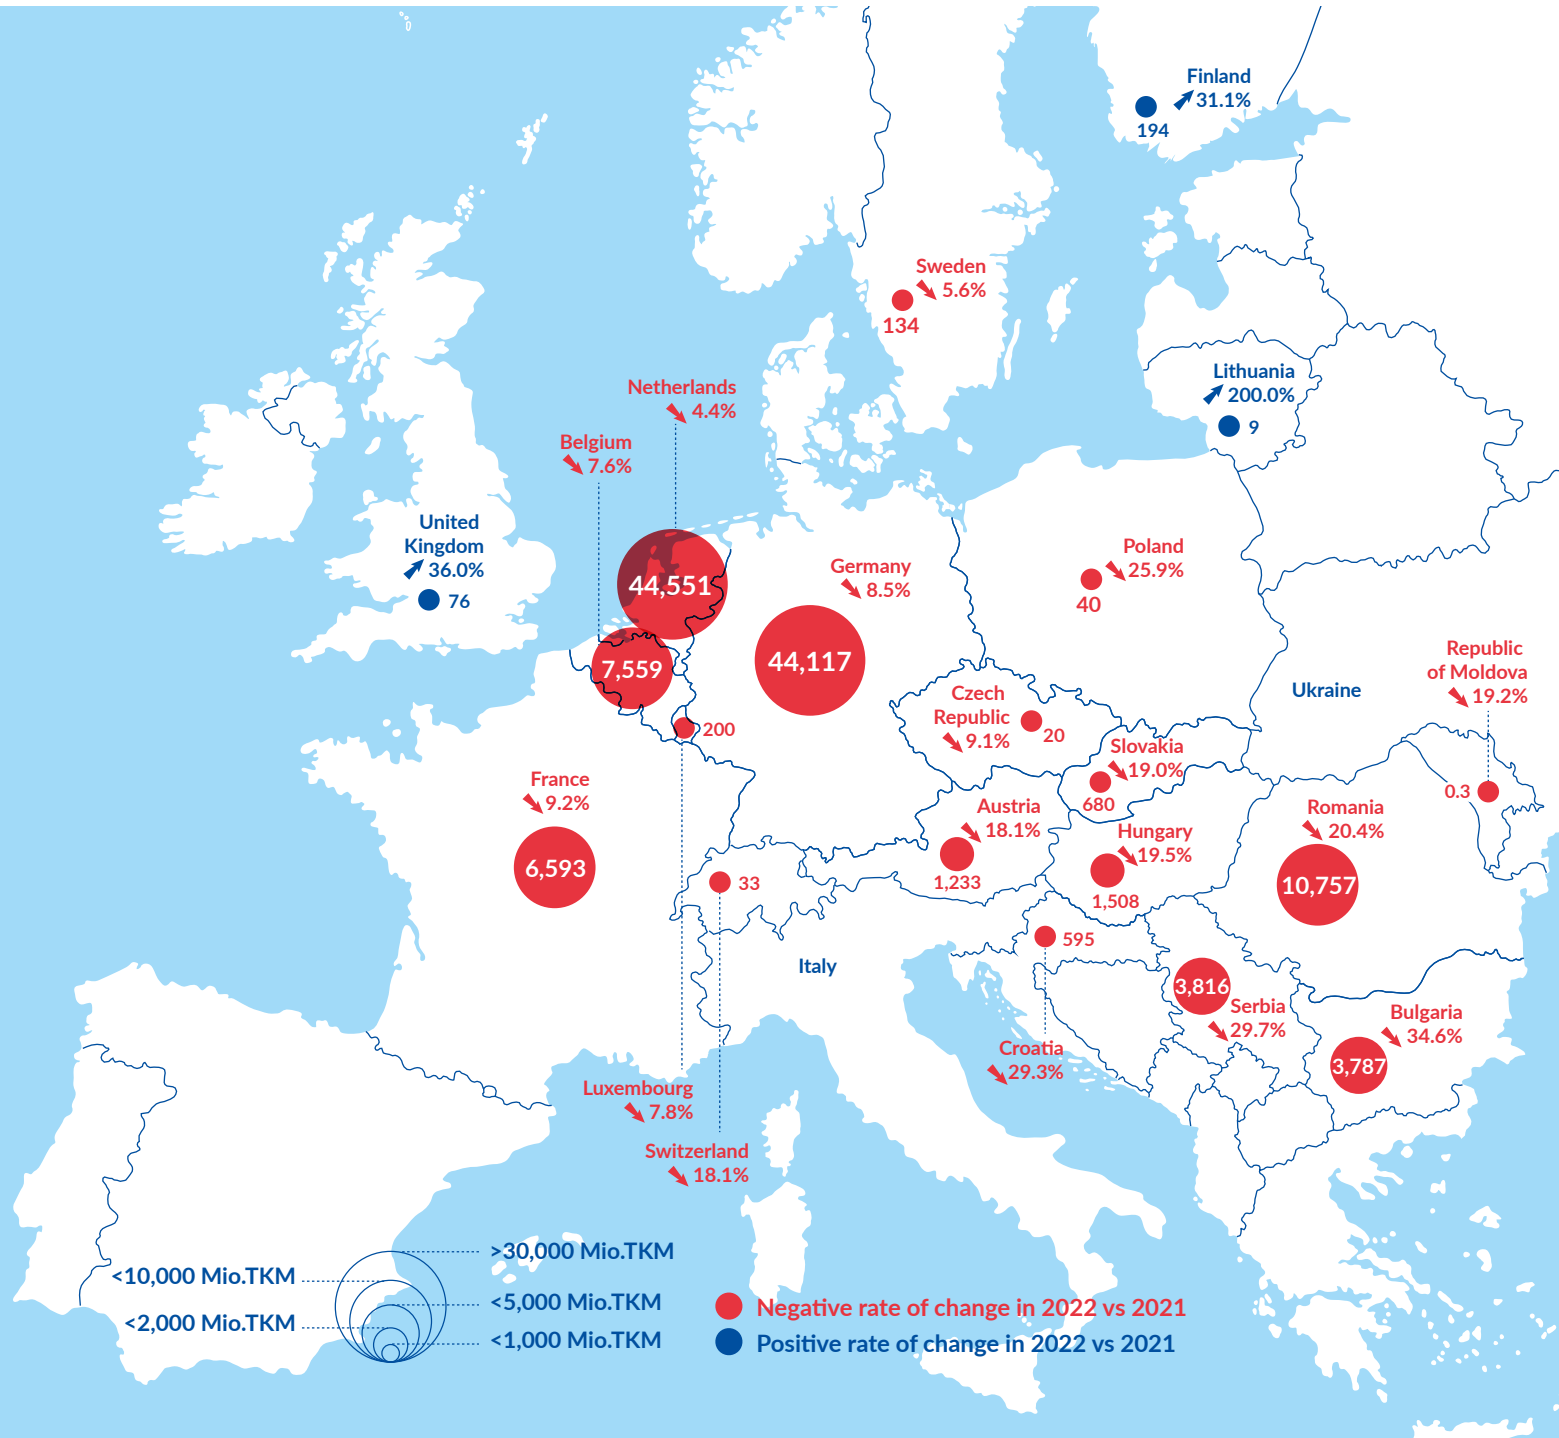 Finland
31.1%
194
Sweden
5.6%
134
Lithuania
200.0%
9
Netherlands
4.4%
44,551
Belgium
7.6%
7,559
United
Kingdom
36.0%
76
Germany
8.5%
44,117
Poland
25.9%
40
Republic
of Moldova
19.2%
0.3
Ukraine
Czech
Republic
9.1%
20
200
Slovakia
19.0%
680
France
9.2%
6,593
Austria
18.1%
1,233
Hungary
19.5%
1,508
Romania
20.4%
10,757
33
595
Italy
3,816
Serbia
29.7%
Bulgaria
34.6%
3,787
Croatia
29.3%
Luxembourg
7.8%
Switzerland
18.1%
>30,000 Mio.TKM
<10,000 Mio.TKM
<5,000 Mio.TKM
<2,000 Mio.TKM
<1,000 Mio.TKM
Negative rate of change in 2022 vs 2021
Positive rate of change in 2022 vs 2021